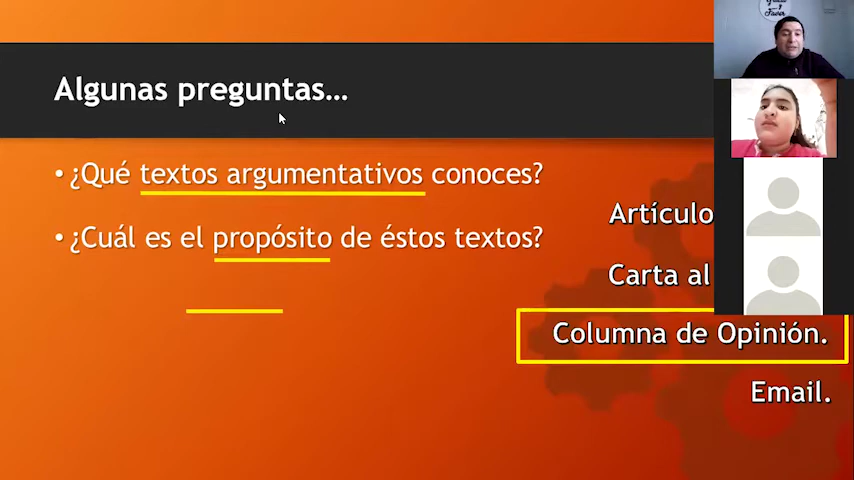 Algunas preguntas...
• ¿Qué textos argumentativos conoces?
• ¿Cuál es el propósito de éstos textos?
Artículo
Carta al
Columna de Opinión.
Email.
y
Favor